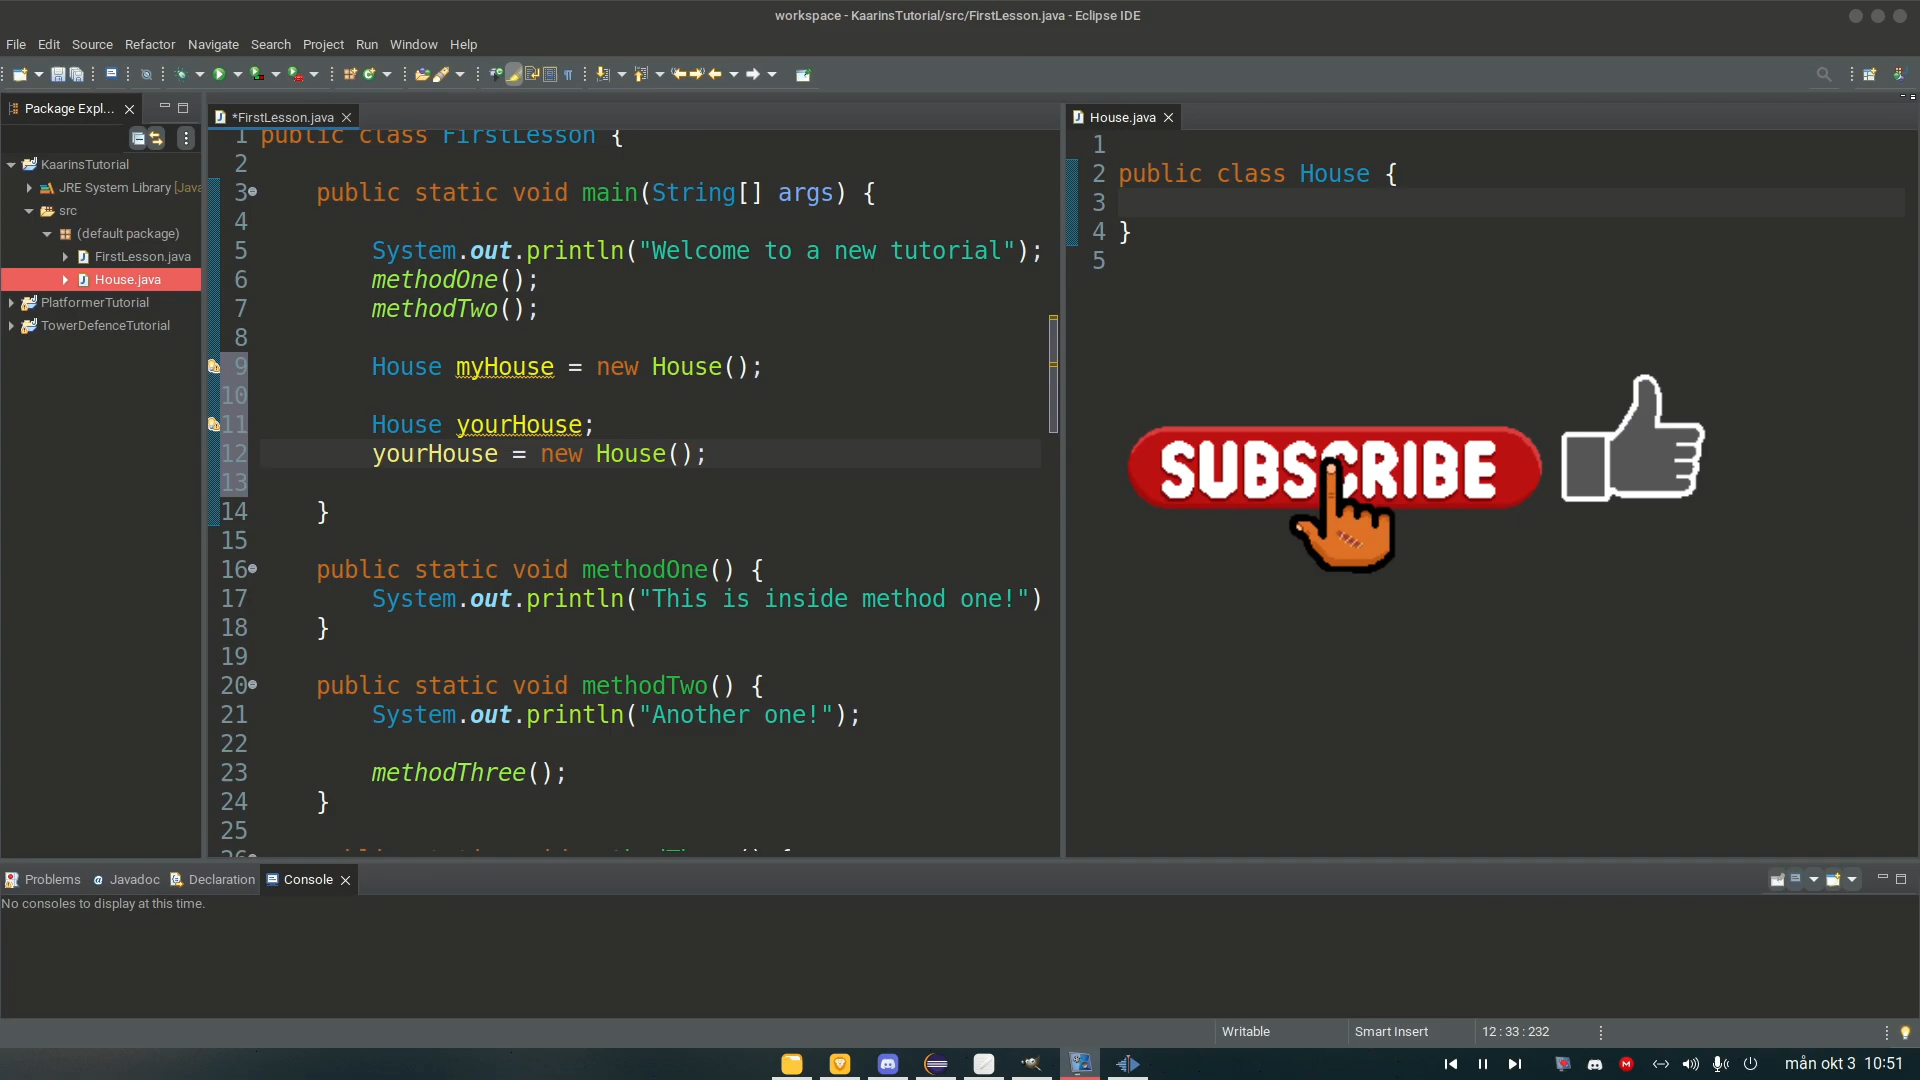 workspace - KaarinsTutorial/src/FirstLesson.java - Eclipse IDE
File Edit Source Refactor Navigate Search Project Run Window Help
Package Expl...
KaarinsTutorial
JRE System Library [Java
src
(default package)
FirstLesson.java
House.java
PlatformerTutorial
TowerDefenceTutorial
*FirstLesson.java
1 public class FirstLesson {
2
3 public static void main(String[] args) {
4
5 System.out.println("Welcome to a new tutorial");
6 methodOne();
7 methodTwo();
8
9 House myHouse = new House();
10
11 House yourHouse;
12 yourHouse = new House();
13
14 }
15
16 public static void methodOne() {
17 System.out.println("This is inside method one!")
18 }
19
20 public static void methodTwo() {
21 System.out.println("Another one!");
22
23 methodThree();
24 }
25
House.java
1
2 public class House {
3
4 }
5
SUBSCRIBE
Problems Javadoc Declaration Console
No consoles to display at this time.
Writable Smart Insert 12 : 33 : 232
mån okt 3 10:51